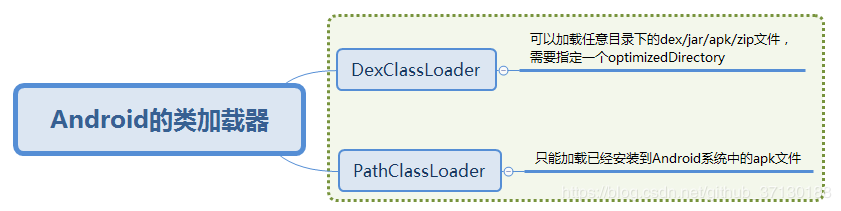 Android的类加载器
DexClassLoader
可以加载任意目录下的dex/jar/apk/zip文件，
需要指定一个optimizedDirectory
PathClassLoader
只能加载已经安装到Android系统中的apk文件
https://blog.csdn.net/github_37130188